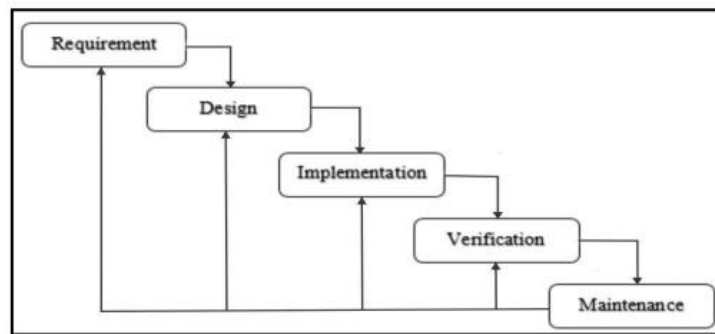 Requirement
Design
Implementation
Verification
Maintenance